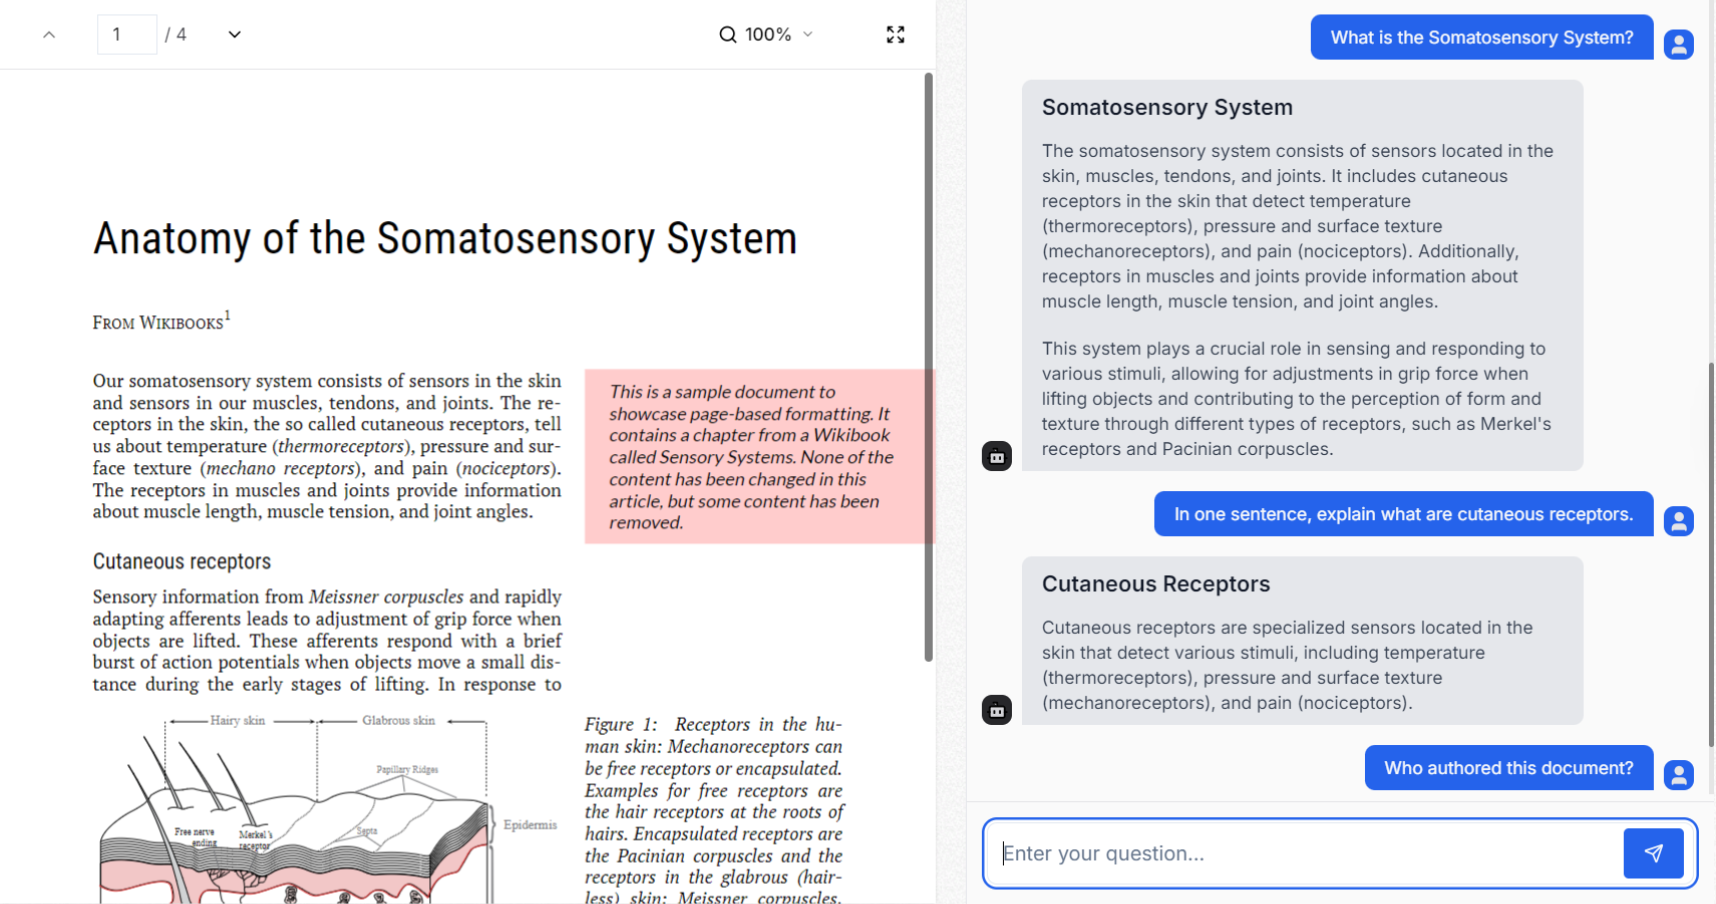 1 / 4
100%
Anatomy of the Somatosensory System
FROM WIKIBOOKS1
Our somatosensory system consists of sensors in the skin
and sensors in our muscles, tendons, and joints. The re-
ceptors in the skin, the so called cutaneous receptors, tell
us about temperature (thermoreceptors), pressure and sur-
face texture (mechano receptors), and pain (nociceptors).
The receptors in muscles and joints provide information
about muscle length, muscle tension, and joint angles.
This is a sample document to
showcase page-based formatting. It
contains a chapter from a Wikibook
called Sensory Systems. None of the
content has been changed in this
article, but some content has been
removed.
Cutaneous receptors
Sensory information from Meissner corpuscles and rapidly
adapting afferents leads to adjustment of grip force when
objects are lifted. These afferents respond with a brief
burst of action potentials when objects move a small dis-
tance during the early stages of lifting. In response to
Hairy skin
Glabrous skin
Papillary Ridges
Free nerve
ending
Merkel's
receptor
Septa
Epidermis
Figure 1: Receptors in the hu-
man skin: Mechanoreceptors can
be free receptors or encapsulated.
Examples for free receptors are
the hair receptors at the roots of
hairs. Encapsulated receptors are
the Pacinian corpuscles and the
receptors in the glabrous (hair-
less) skin: Meissner corpuscles,
What is the Somatosensory System?
Somatosensory System
The somatosensory system consists of sensors located in the
skin, muscles, tendons, and joints. It includes cutaneous
receptors in the skin that detect temperature
(thermoreceptors), pressure and surface texture
(mechanoreceptors), and pain (nociceptors). Additionally,
receptors in muscles and joints provide information about
muscle length, muscle tension, and joint angles.
This system plays a crucial role in sensing and responding to
various stimuli, allowing for adjustments in grip force when
lifting objects and contributing to the perception of form and
texture through different types of receptors, such as Merkel's
receptors and Pacinian corpuscles.
In one sentence, explain what are cutaneous receptors.
Cutaneous Receptors
Cutaneous receptors are specialized sensors located in the
skin that detect various stimuli, including temperature
(thermoreceptors), pressure and surface texture
(mechanoreceptors), and pain (nociceptors).
Who authored this document?
Enter your question...